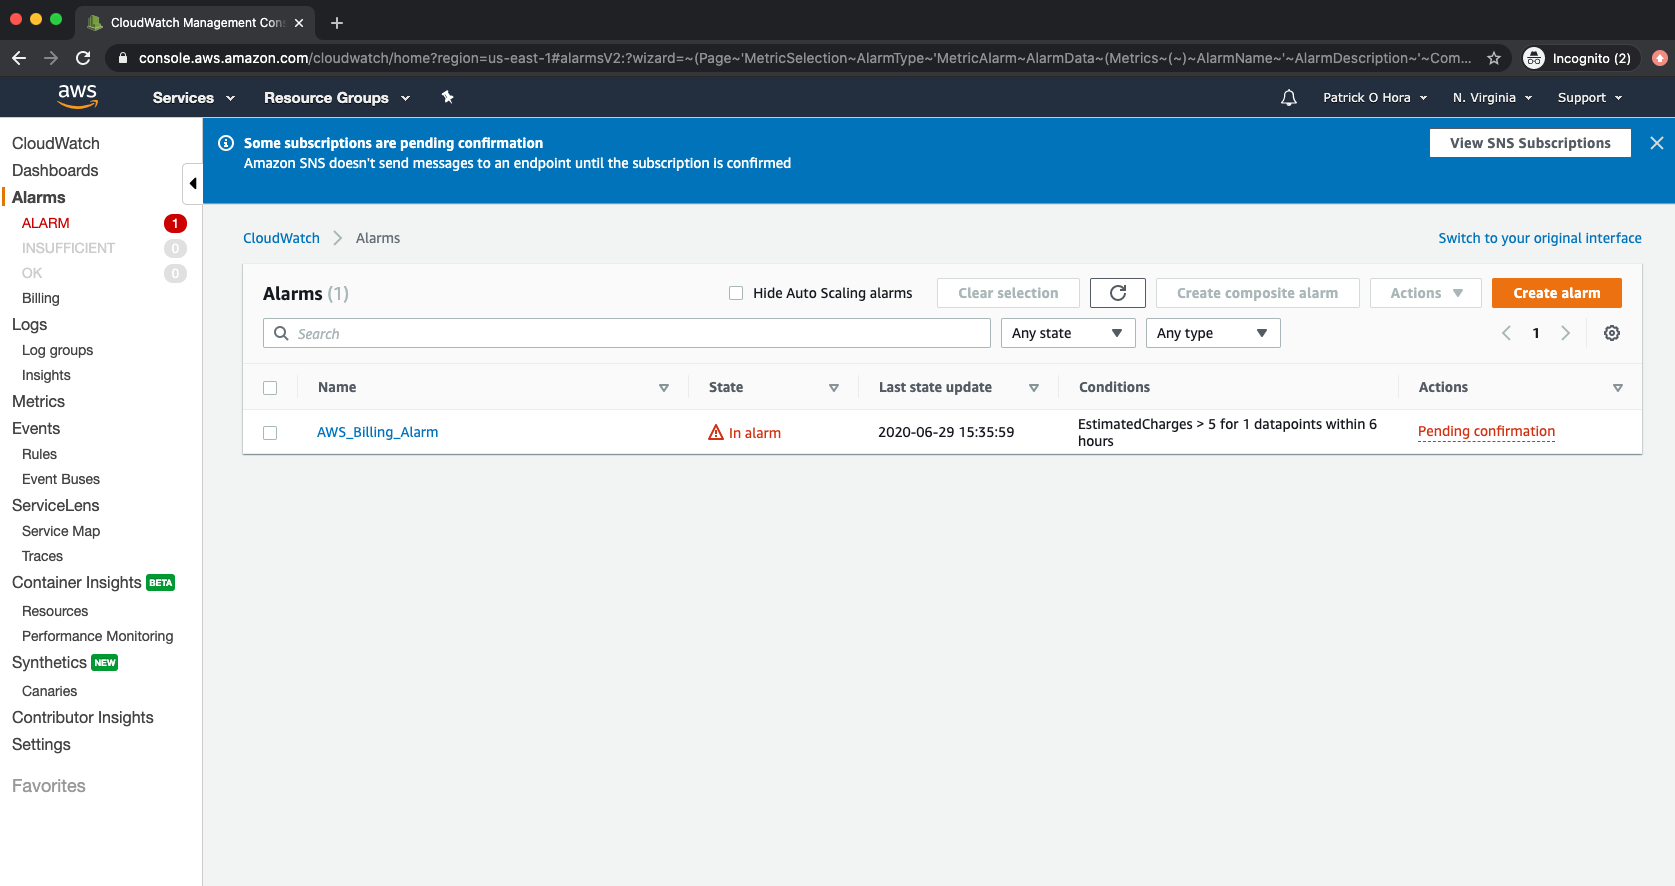 CloudWatch Management Cons
console.aws.amazon.com/cloudwatch/home?region=us-east-1#alarmsV2:?wizard=~(Page~'MetricSelection~AlarmType~'MetricAlarm~AlarmData~(Metrics~(~)~AlarmName~'~AlarmDescription~'~Com...
Incognito (2)
aws
Services
Resource Groups
Patrick O Hora
N. Virginia
Support
Some subscriptions are pending confirmation
Amazon SNS doesn't send messages to an endpoint until the subscription is confirmed
View SNS Subscriptions
CloudWatch
Dashboards
Alarms
ALARM 1
INSUFFICIENT 0
OK 0
Billing
Logs
Log groups
Insights
Metrics
Events
Rules
Event Buses
ServiceLens
Service Map
Traces
Container Insights BETA
Resources
Performance Monitoring
Synthetics NEW
Canaries
Contributor Insights
Settings
Favorites
CloudWatch Alarms
Switch to your original interface
Alarms (1)
Hide Auto Scaling alarms
Clear selection
Create composite alarm
Actions
Create alarm
Search
Any state
Any type
1
Name State Last state update Conditions Actions
AWS_Billing_Alarm
In alarm
2020-06-29 15:35:59
EstimatedCharges > 5 for 1 datapoints within 6
hours
Pending confirmation